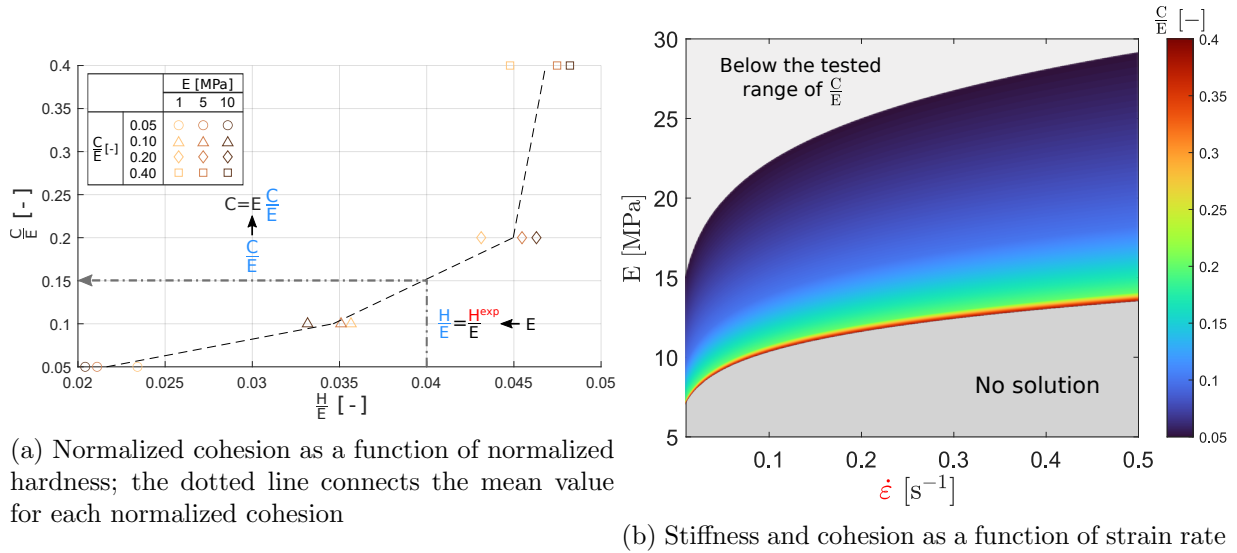 0.4
0.35
0.3
0.25
0.2
0.15
0.1
0.05
C/E [-]
E [MPa]
1 5 10
C/E [-]
0.05
0.10
0.20
0.40
C=E C/E
C/E
H/E = H^exp/E ← E
0.02 0.025 0.03 0.035 0.04 0.045 0.05
H/E [-]
(a) Normalized cohesion as a function of normalized
hardness; the dotted line connects the mean value
for each normalized cohesion
30
25
20
15
10
5
E [MPa]
Below the tested
range of C/E
No solution
0.1 0.2 0.3 0.4 0.5
ε̇ [s⁻¹]
C/E [-]
0.4
0.35
0.3
0.25
0.2
0.15
0.1
0.05
(b) Stiffness and cohesion as a function of strain rate